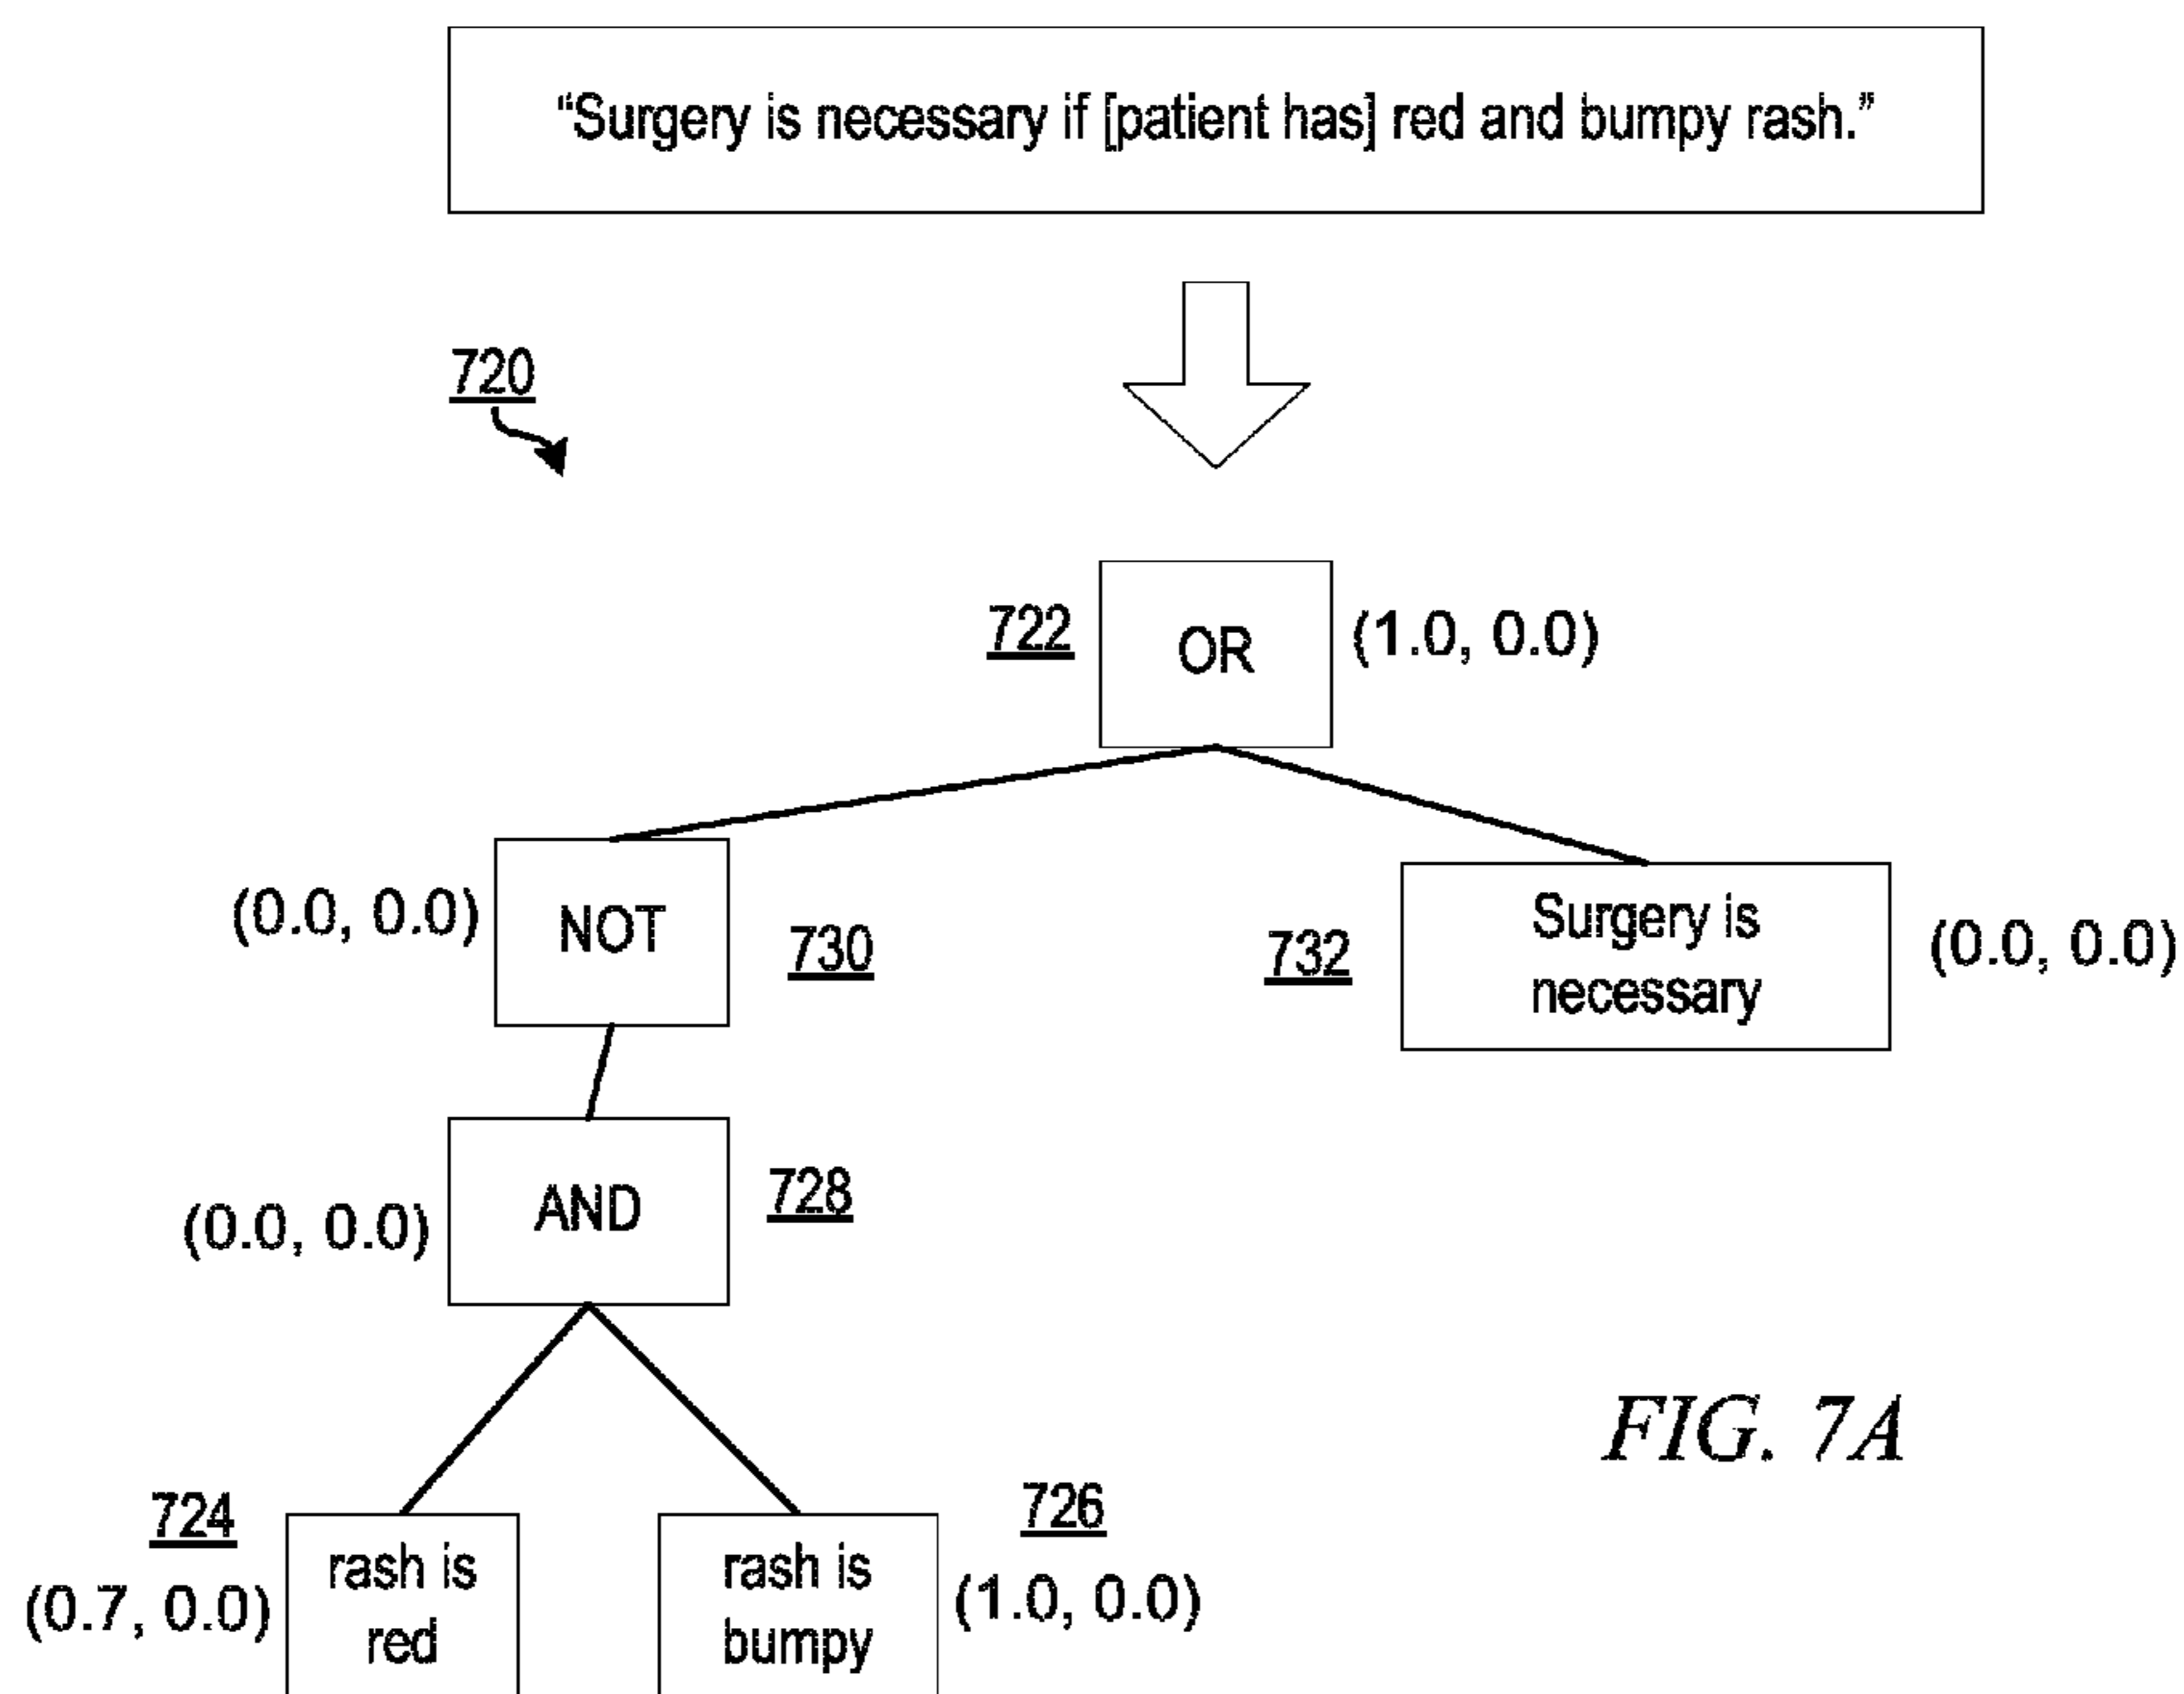 “Surgery is necessary if [patient has] red and bumpy rash.”
720
722
OR
(1.0, 0.0)
(0.0, 0.0)
NOT
730
732
Surgery is
necessary
(0.0, 0.0)
(0.0, 0.0)
AND
728
724
(0.7, 0.0)
rash is
red
rash is
bumpy
726
(1.0, 0.0)
FIG. 7A